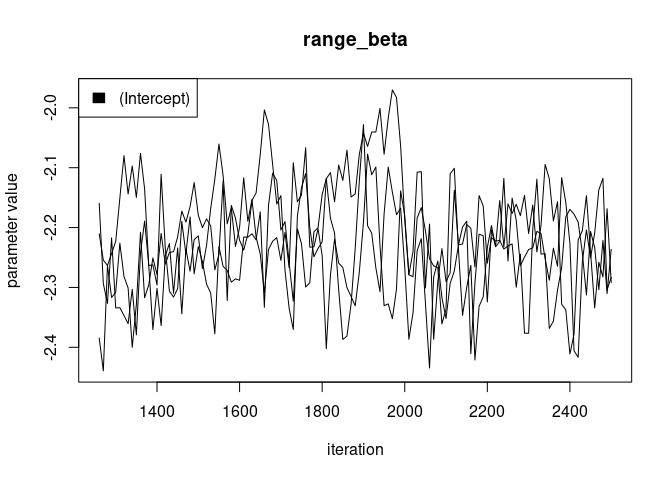 range_beta
(Intercept)
parameter value
-2.0
-2.1
-2.2
-2.3
-2.4
1400 1600 1800 2000 2200 2400
iteration